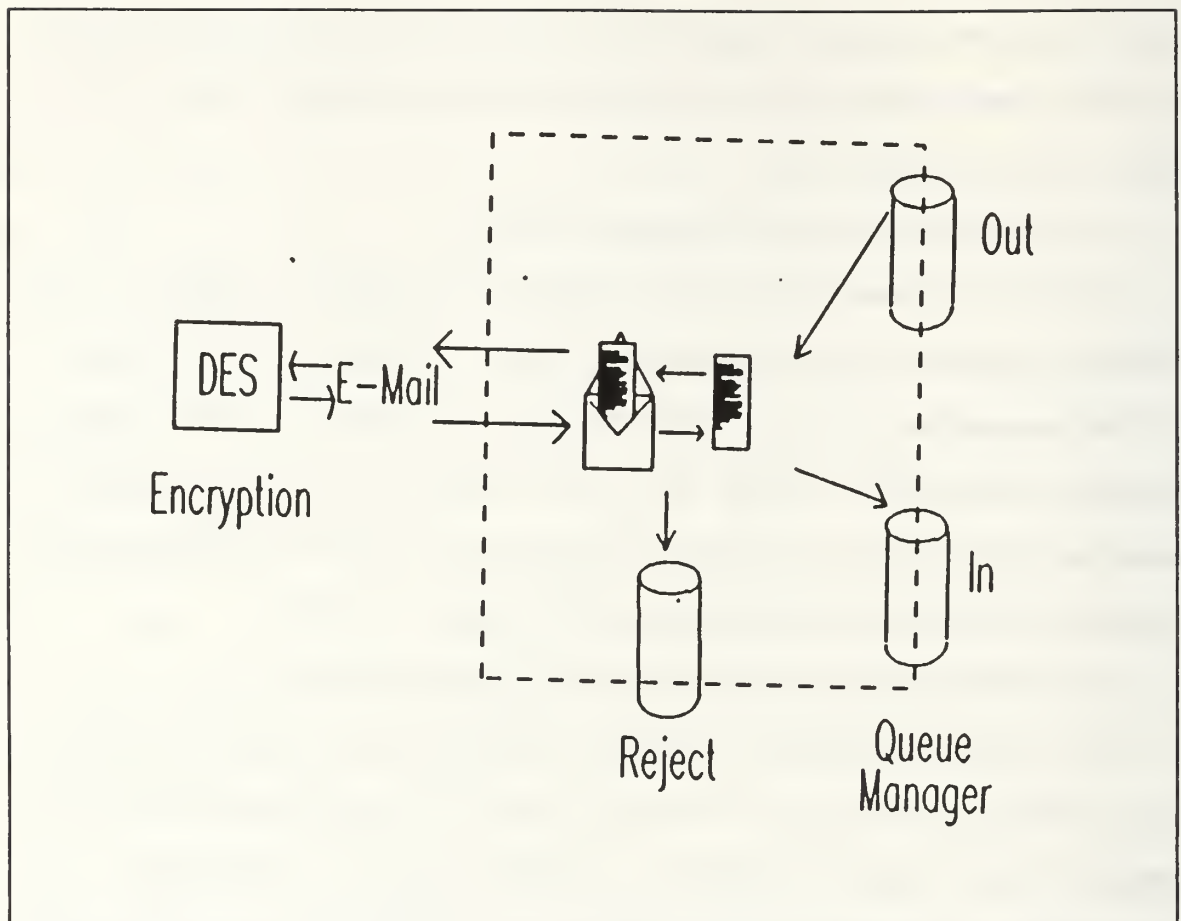 Out
DES
E-Mail
Encryption
In
Reject
Queue
Manager